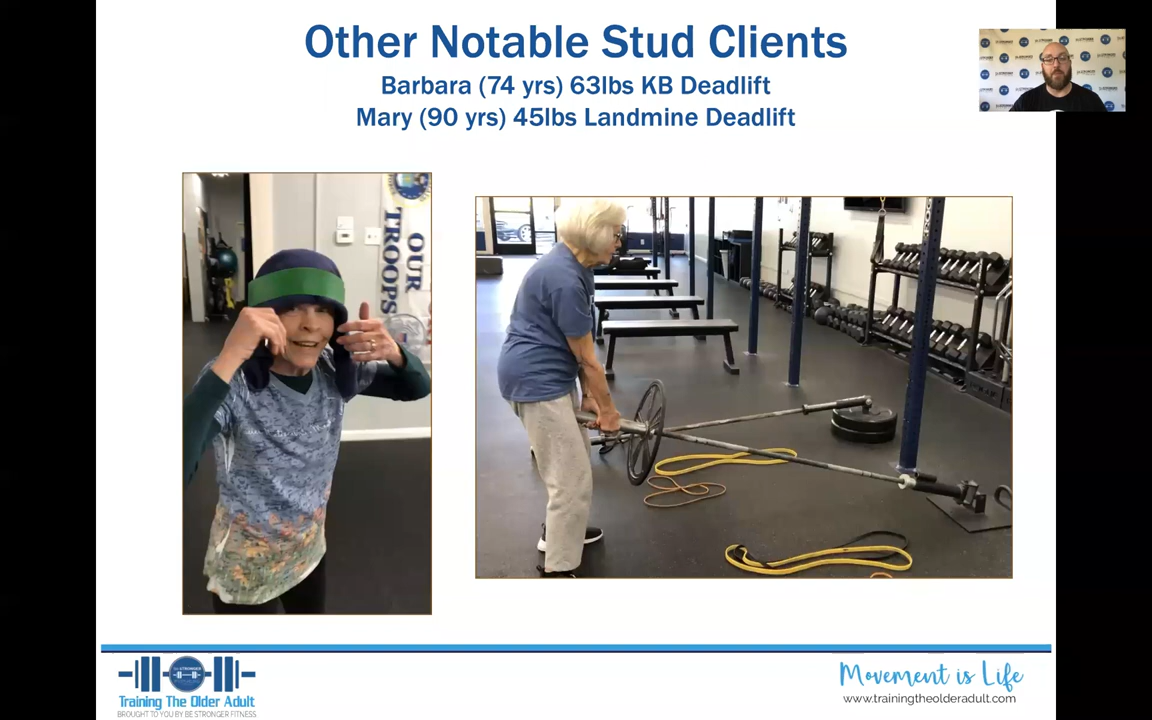 Other Notable Stud Clients
Barbara (74 yrs) 63lbs KB Deadlift
Mary (90 yrs) 45lbs Landmine Deadlift
OUR
TROOPS
Training The Older Adult
BROUGHT TO YOU BY BE STRONGER FITNESS
Movement is Life
www.trainingtheolderadult.com